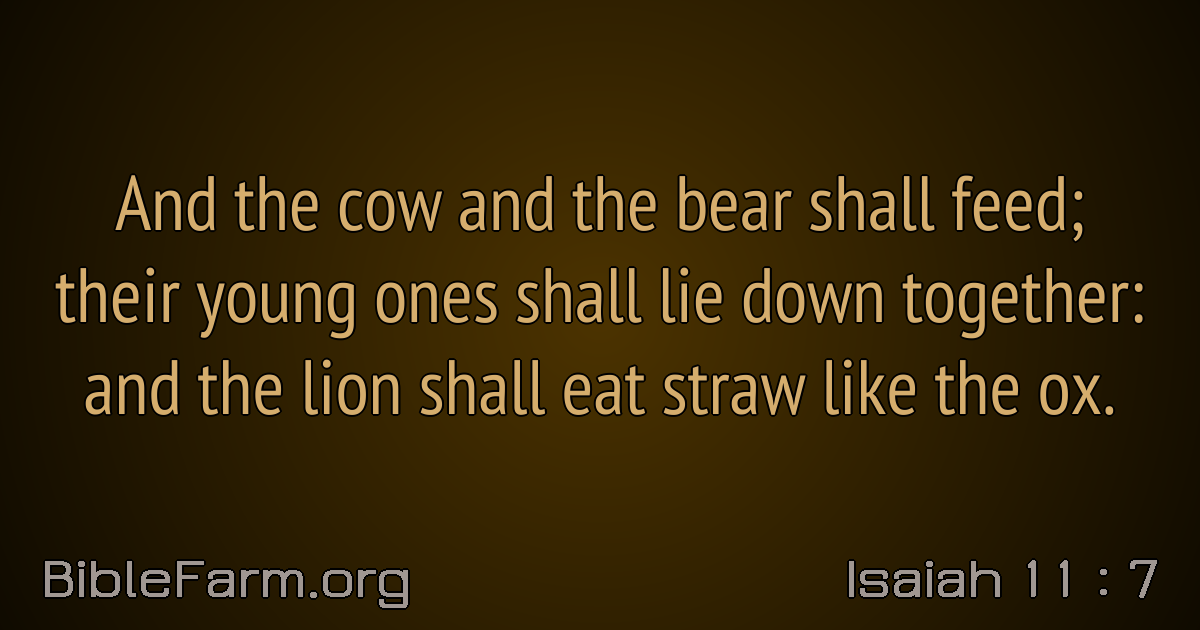 And the cow and the bear shall feed;
their young ones shall lie down together:
and the lion shall eat straw like the ox.
BibleFarm.org
Isaiah 11 : 7